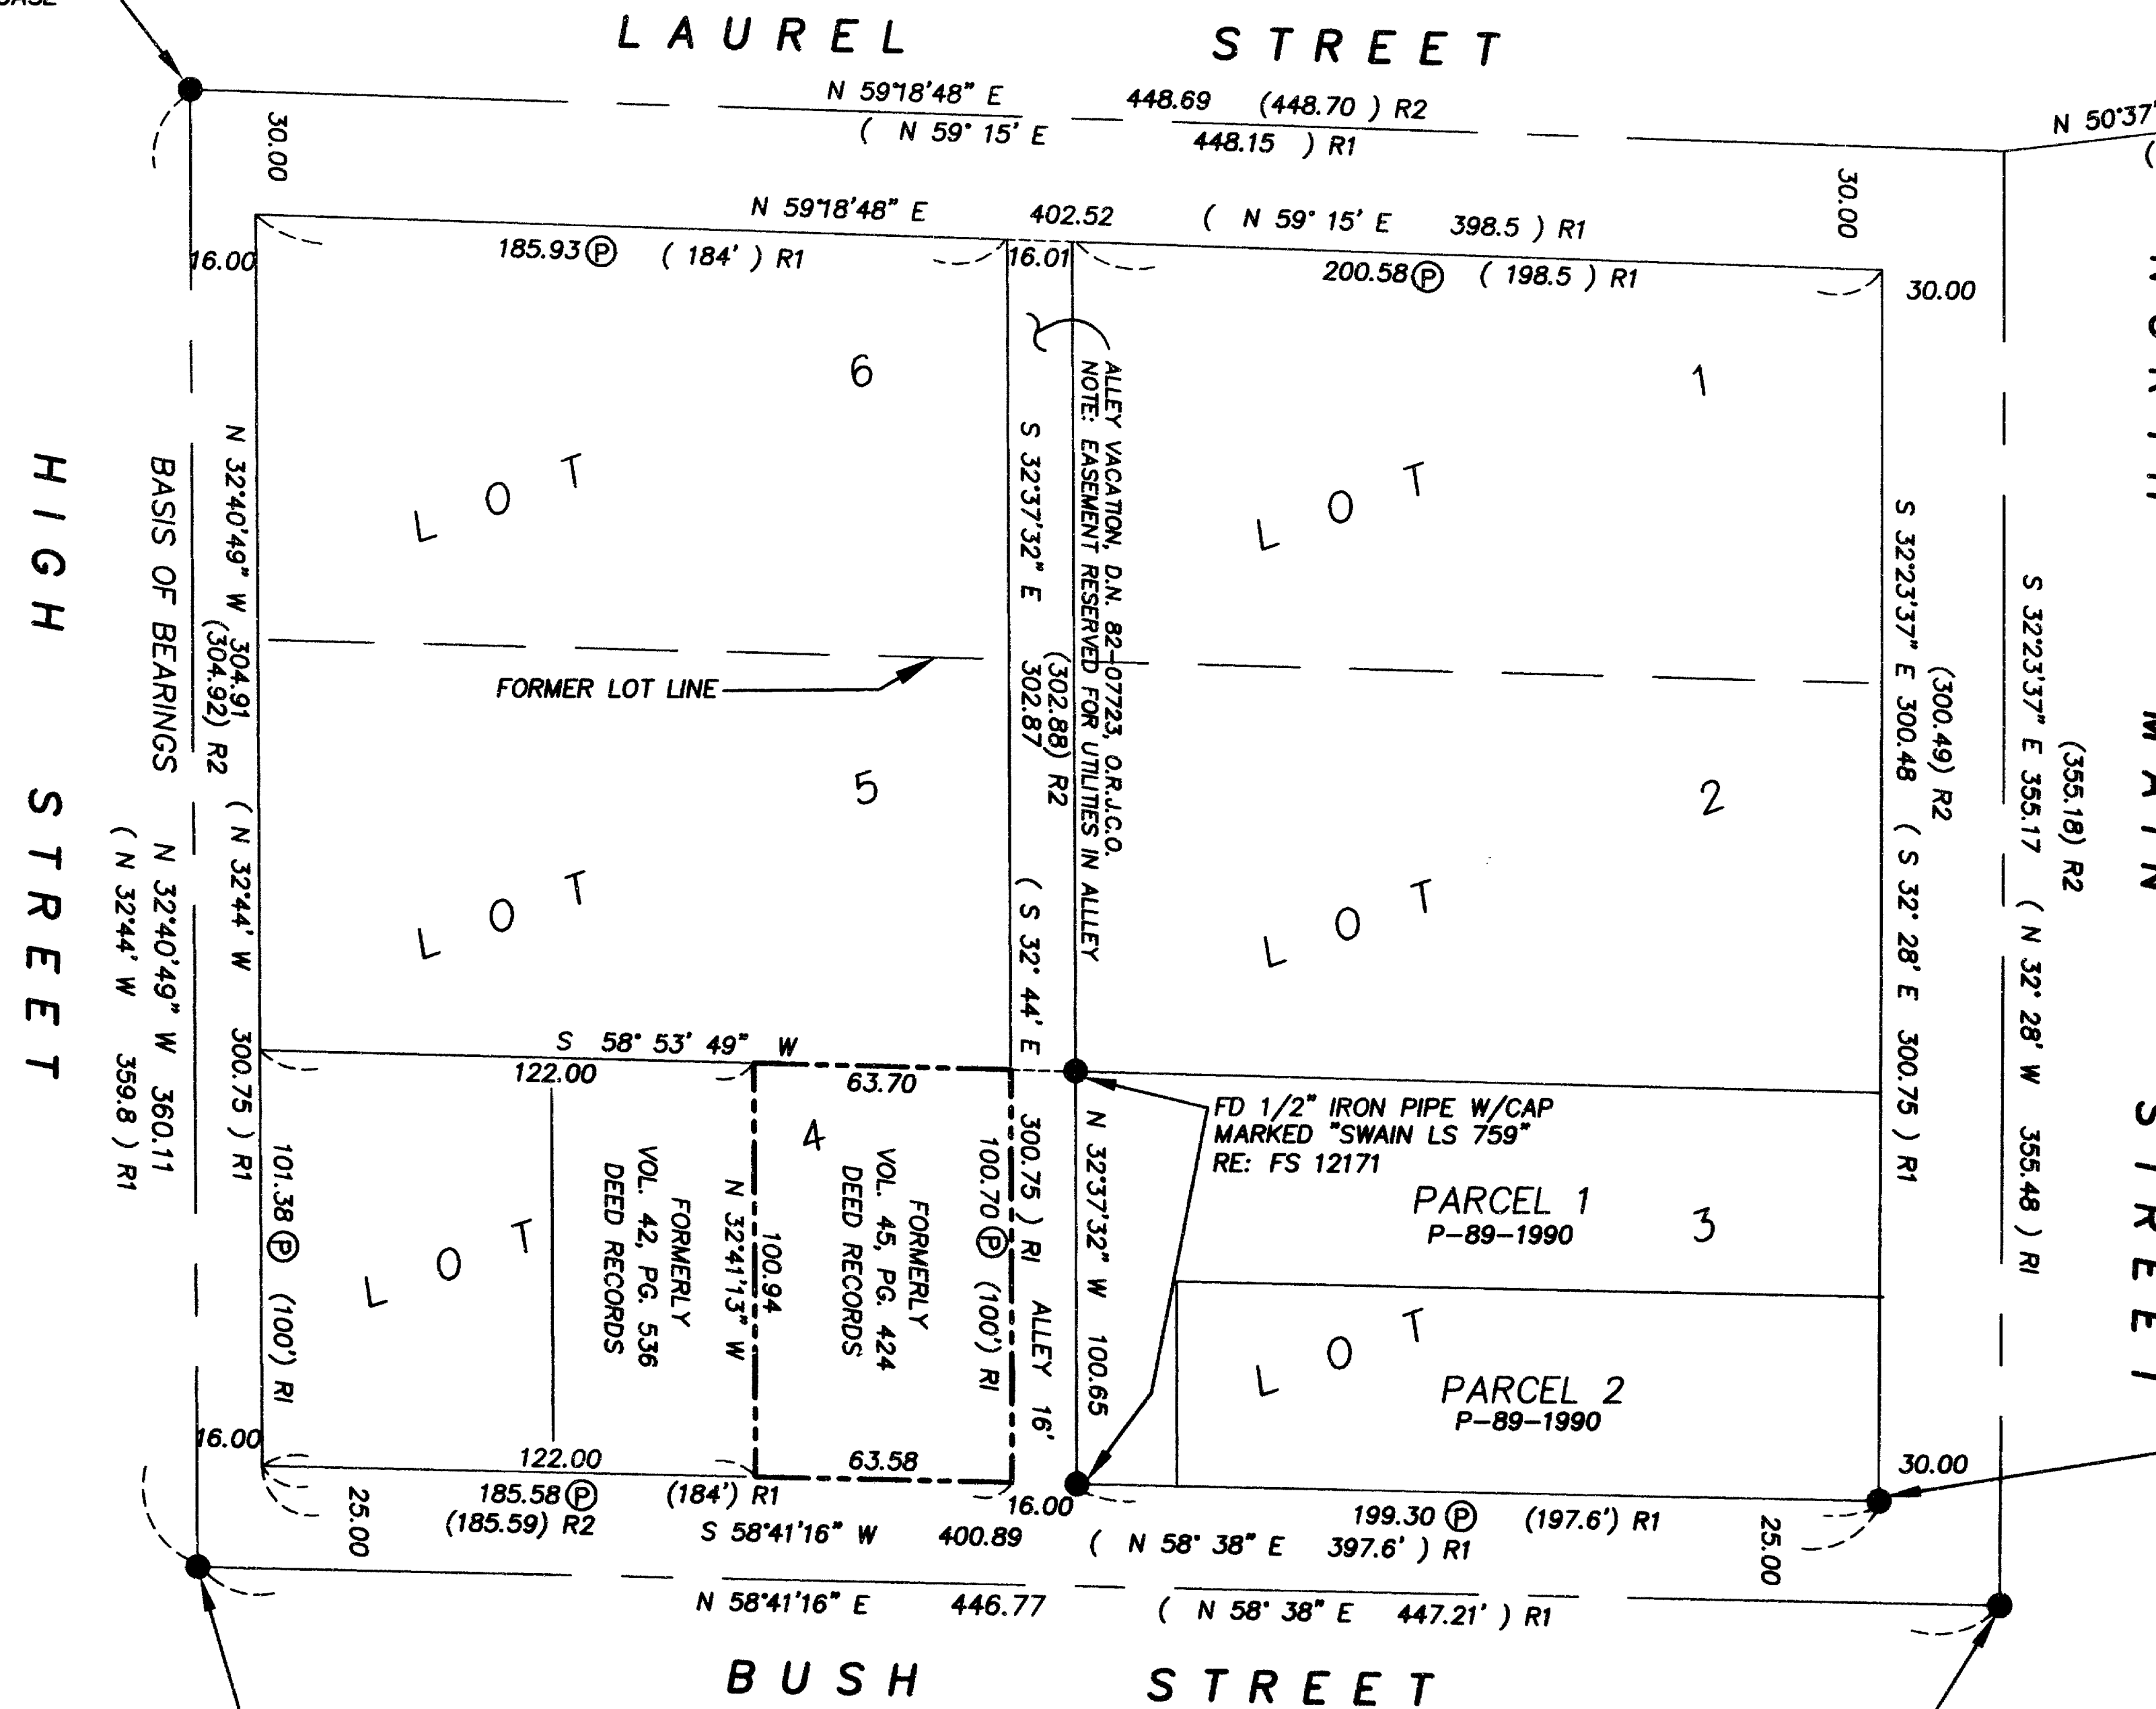 LAUREL STREET
N 59°18'48" E 448.69 (448.70 ) R2
( N 59° 15' E 448.15 ) R1
N 50°37'
(
30.00
30.00
N 59°18'48" E 402.52 ( N 59° 15' E 398.5 ) R1
16.00
185.93 Ⓟ ( 184' ) R1
16.01
200.58 Ⓟ ( 198.5 ) R1
30.00
6
LOT
1
LOT
ALLEY VACATION, D.N. 82-07723, O.R.J.C.O.
NOTE: EASEMENT RESERVED FOR UTILITIES IN ALLLEY
S 32°37'32" E 302.87 ( S 32° 44' E 300.75 ) R1 ALLEY 16'
(302.88) R2
FORMER LOT LINE
5
LOT
2
LOT
HIGH STREET
BASIS OF BEARINGS N 32°40'49" W 360.11
( N 32°44' W 359.8 ) R1
N 32°40'49" W 304.91 ( N 32°44' W 300.75 ) R1
(304.92) R2
S 32°23'37" E 300.48 ( S 32° 28' E 300.75 ) R1
(300.49) R2
S 32°23'37" E 355.17 ( N 32° 28' W 355.48 ) R1
(355.18) R2
NORTH MAIN STREET
S 58° 53' 49" W
122.00
63.70
4
LOT
101.38 Ⓟ (100') R1
FORMERLY
VOL. 42, PG. 536
DEED RECORDS
N 32°41'13" W
100.94
FORMERLY
VOL. 45, PG. 424
DEED RECORDS
100.70 Ⓟ (100') R1
N 32°37'32" W 100.65
FD 1/2" IRON PIPE W/CAP
MARKED "SWAIN LS 759"
RE: FS 12171
PARCEL 1
P-89-1990
3
LOT
PARCEL 2
P-89-1990
16.00
122.00
63.58
16.00
30.00
185.58 Ⓟ (184') R1
(185.59) R2
199.30 Ⓟ (197.6') R1
25.00
25.00
S 58°41'16" W 400.89 ( N 58° 38" E 397.6' ) R1
N 58°41'16" E 446.77 ( N 58° 38" E 447.21' ) R1
BUSH STREET